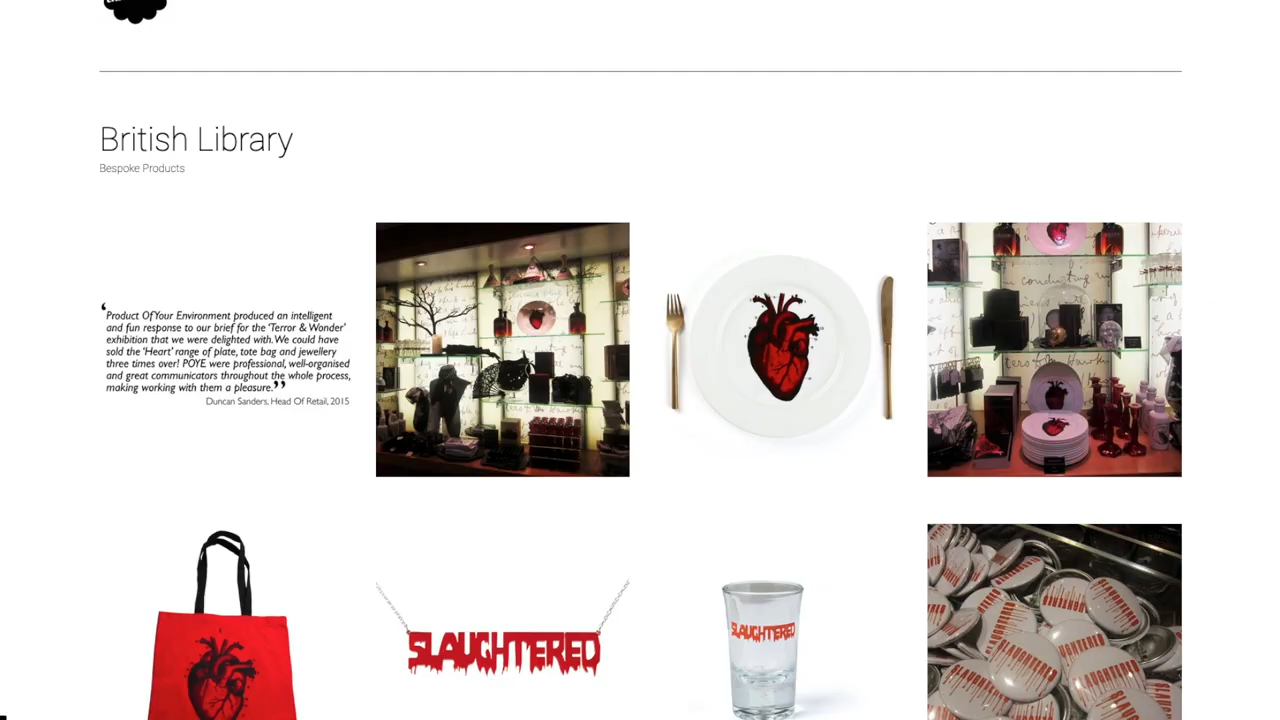 British Library
Bespoke Products
‘Product Of Your Environment produced an intelligent
and fun response to our brief for the ‘Terror & Wonder’
exhibition that we were delighted with. We could have
sold the ‘Heart’ range of plate, tote bag and jewellery
three times over! POYE were professional, well-organised
and great communicators throughout the whole process,
making working with them a pleasure.’’
Duncan Sanders, Head Of Retail, 2015
SLAUGHTERED
SLAUGHTERED
SLAUGHTERED
SLAUGHTERED